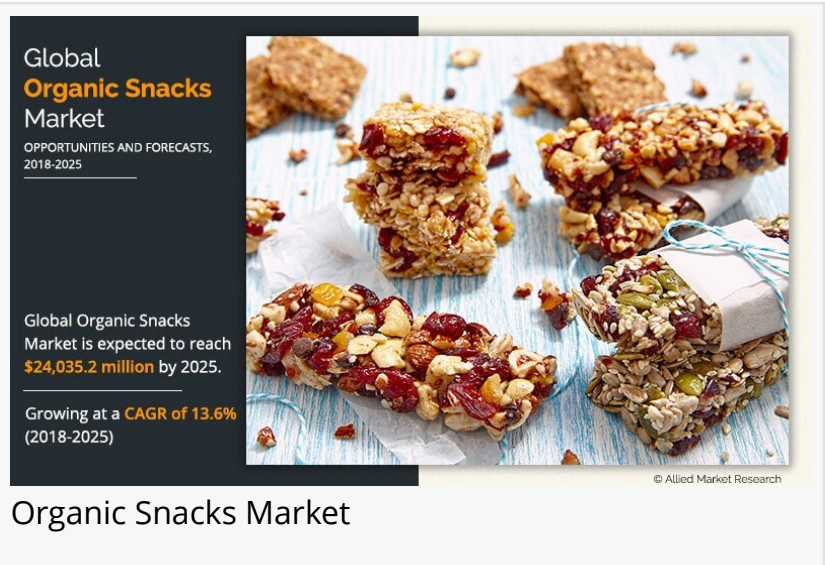 Global
Organic Snacks
Market
OPPORTUNITIES AND FORECASTS,
2018-2025
Global Organic Snacks
Market is expected to reach
$24,035.2 million by 2025.
Growing at a CAGR of 13.6%
(2018-2025)
© Allied Market Research
Organic Snacks Market